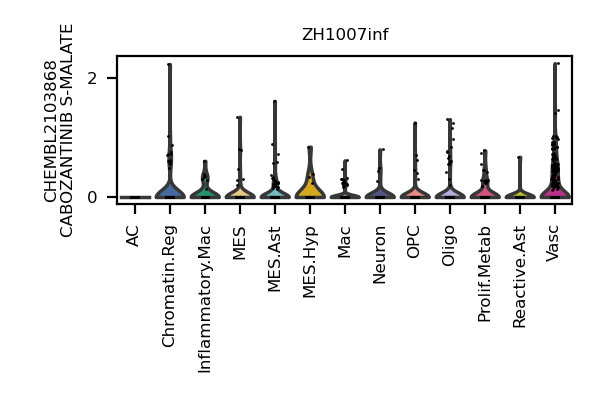 ZH1007inf
CHEMBL2103868
CABOZANTINIB S-MALATE
2
0
AC
Chromatin.Reg
Inflammatory.Mac
MES
MES.Ast
MES.Hyp
Mac
Neuron
OPC
Oligo
Prolif.Metab
Reactive.Ast
Vasc